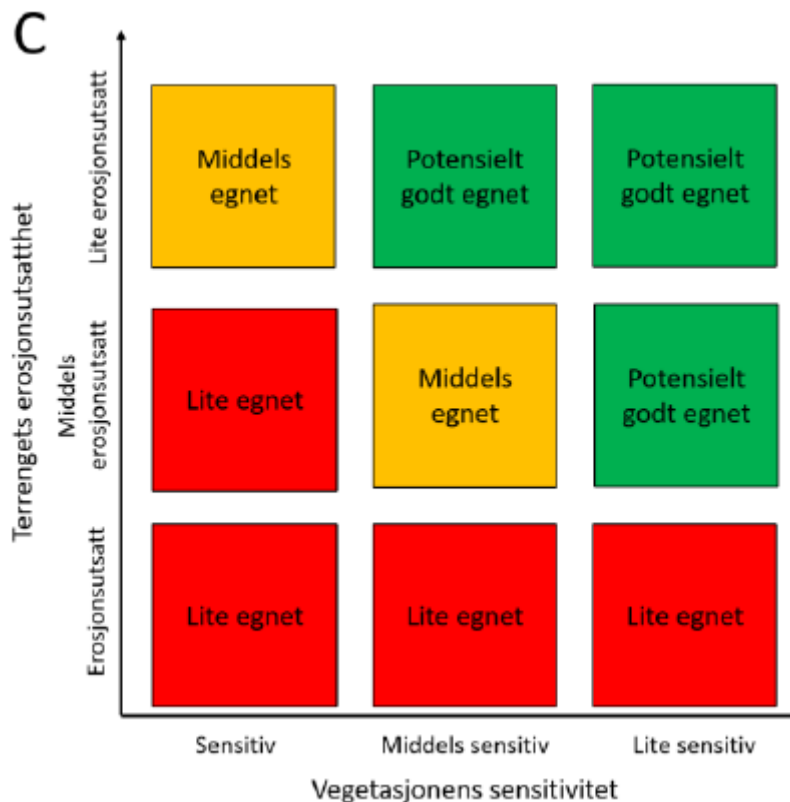 C
Terrengets erosjonsutsatthet
Lite erosjonsutsatt
Middels
egnet
Potensielt
godt egnet
Potensielt
godt egnet
Middels
erosjonsutsatt
Lite egnet
Middels
egnet
Potensielt
godt egnet
Erosjonsutsatt
Lite egnet
Lite egnet
Lite egnet
Sensitiv
Middels sensitiv
Lite sensitiv
Vegetasjonens sensitivitet